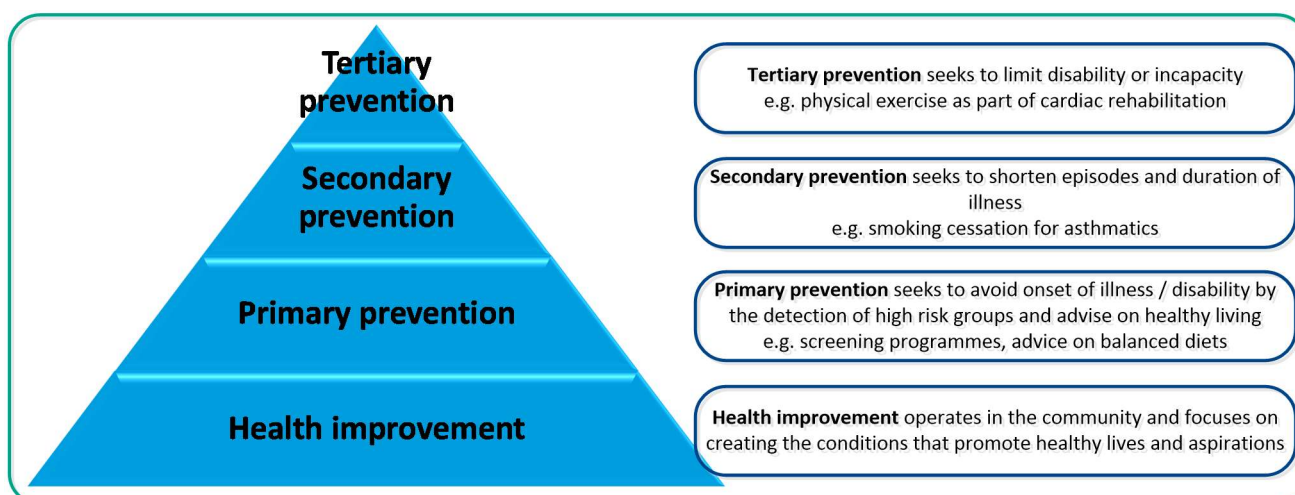 Tertiary
prevention
Secondary
prevention
Primary prevention
Health improvement
Tertiary prevention seeks to limit disability or incapacity
e.g. physical exercise as part of cardiac rehabilitation
Secondary prevention seeks to shorten episodes and duration of
illness
e.g. smoking cessation for asthmatics
Primary prevention seeks to avoid onset of illness / disability by
the detection of high risk groups and advise on healthy living
e.g. screening programmes, advice on balanced diets
Health improvement operates in the community and focuses on
creating the conditions that promote healthy lives and aspirations